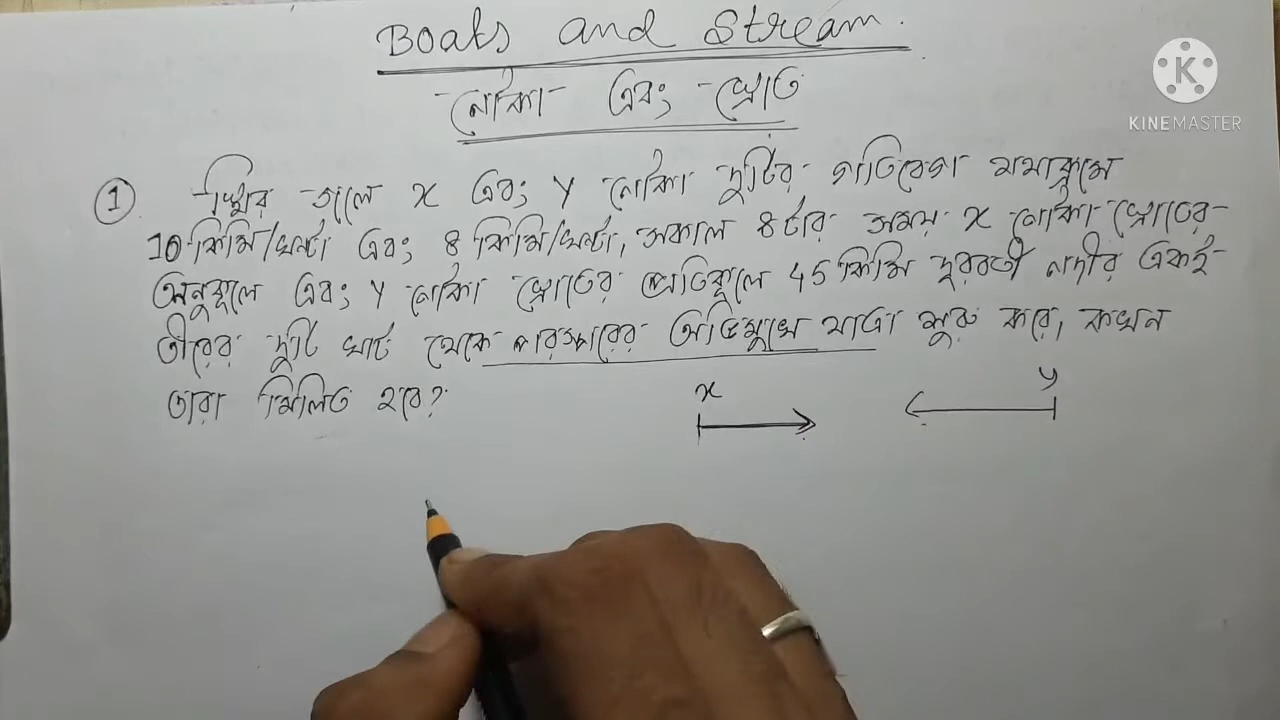 Boats and Stream.
নৌকা এবং স্রোত
KINEMASTER
① স্থির জলে x এবং y নৌকা দুটির গতিবেগ যথাক্রমে
10 কিমি/ঘন্টা এবং 8 কিমি/ঘন্টা, সকাল ৪টার সময় x নৌকা স্রোতের
অনুকূলে এবং y নৌকা স্রোতের প্রতিকূলে 45 কিমি দূরবর্তী নদীর একই
তীরের দুটি ঘাট থেকে পরস্পরের অভিমুখে যাত্রা শুরু করে, কখন
তারা মিলিত হবে?
x y